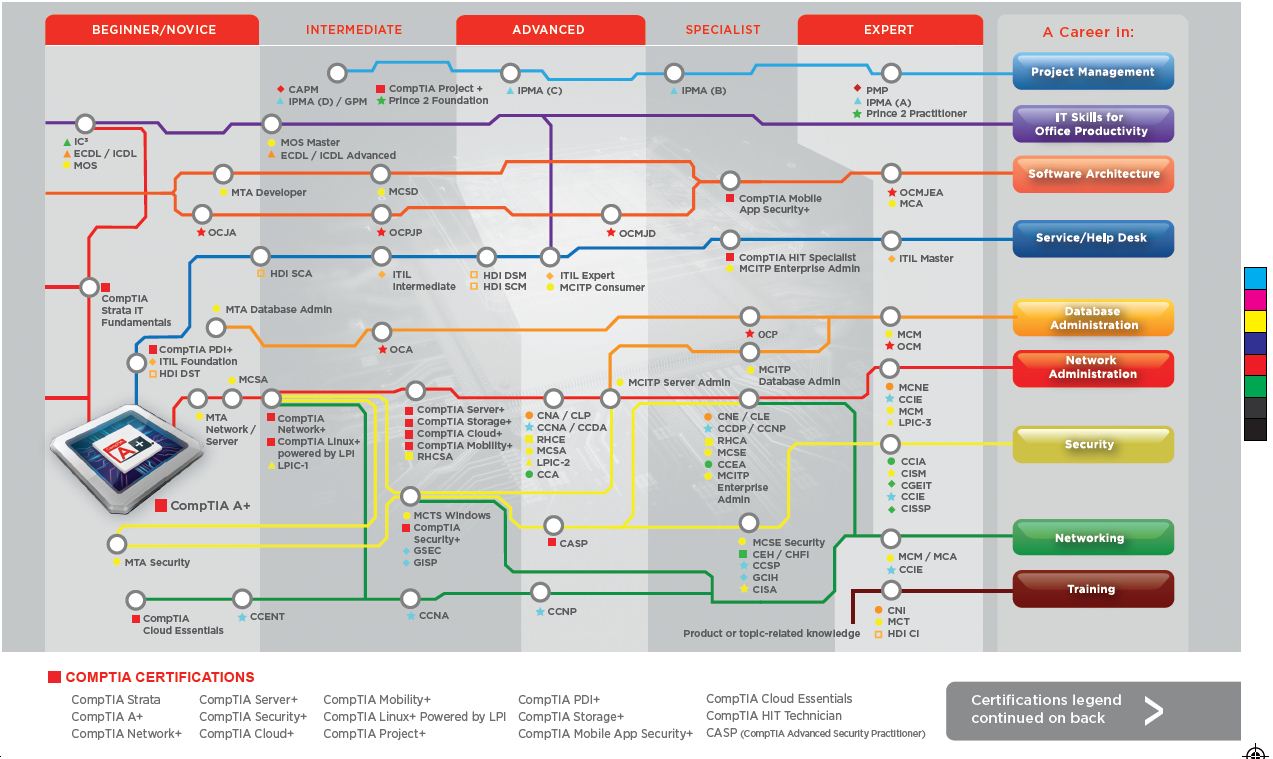 BEGINNER/NOVICE
INTERMEDIATE
ADVANCED
SPECIALIST
EXPERT
A Career in:
Project Management
CAPM
IPMA (D) / GPM
CompTIA Project +
Prince 2 Foundation
IPMA (C)
IPMA (B)
PMP
IPMA (A)
Prince 2 Practitioner
IT Skills for
Office Productivity
IC³
ECDL / ICDL
MOS
MOS Master
ECDL / ICDL Advanced
Software Architecture
MTA Developer
MCSD
CompTIA Mobile
App Security+
OCMJEA
MCA
OCJA
OCPJP
OCMJD
Service/Help Desk
HDI SCA
ITIL
Intermediate
HDI DSM
HDI SCM
ITIL Expert
MCITP Consumer
CompTIA HIT Specialist
MCITP Enterprise Admin
ITIL Master
CompTIA
Strata IT
Fundamentals
MTA Database Admin
OCA
OCP
MCM
OCM
Database
Administration
CompTIA PDI+
ITIL Foundation
HDI DST
MCITP
Database Admin
Network
Administration
MCSA
MCITP Server Admin
MTA
Network /
Server
CompTIA
Network+
CompTIA Linux+
powered by LPI
LPIC-1
CompTIA Server+
CompTIA Storage+
CompTIA Cloud+
CompTIA Mobility+
RHCSA
CNA / CLP
CCNA / CCDA
RHCE
MCSA
LPIC-2
CCA
CNE / CLE
CCDP / CCNP
RHCA
MCSE
CCEA
MCITP
Enterprise
Admin
MCNE
CCIE
MCM
LPIC-3
Security
CCIA
CISM
CGEIT
CCIE
CISSP
A+
CompTIA A+
MCTS Windows
CompTIA
Security+
GSEC
GISP
CASP
MCSE Security
CEH / CHFI
CCSP
GCIH
CISA
Networking
MCM / MCA
CCIE
MTA Security
Training
CompTIA
Cloud Essentials
CCENT
CCNA
CCNP
Product or topic-related knowledge
CNI
MCT
HDI CI
COMPTIA CERTIFICATIONS
CompTIA Strata
CompTIA A+
CompTIA Network+
CompTIA Server+
CompTIA Security+
CompTIA Cloud+
CompTIA Mobility+
CompTIA Linux+ Powered by LPI
CompTIA Project+
CompTIA PDI+
CompTIA Storage+
CompTIA Mobile App Security+
CompTIA Cloud Essentials
CompTIA HIT Technician
CASP (CompTIA Advanced Security Practitioner)
Certifications legend
continued on back